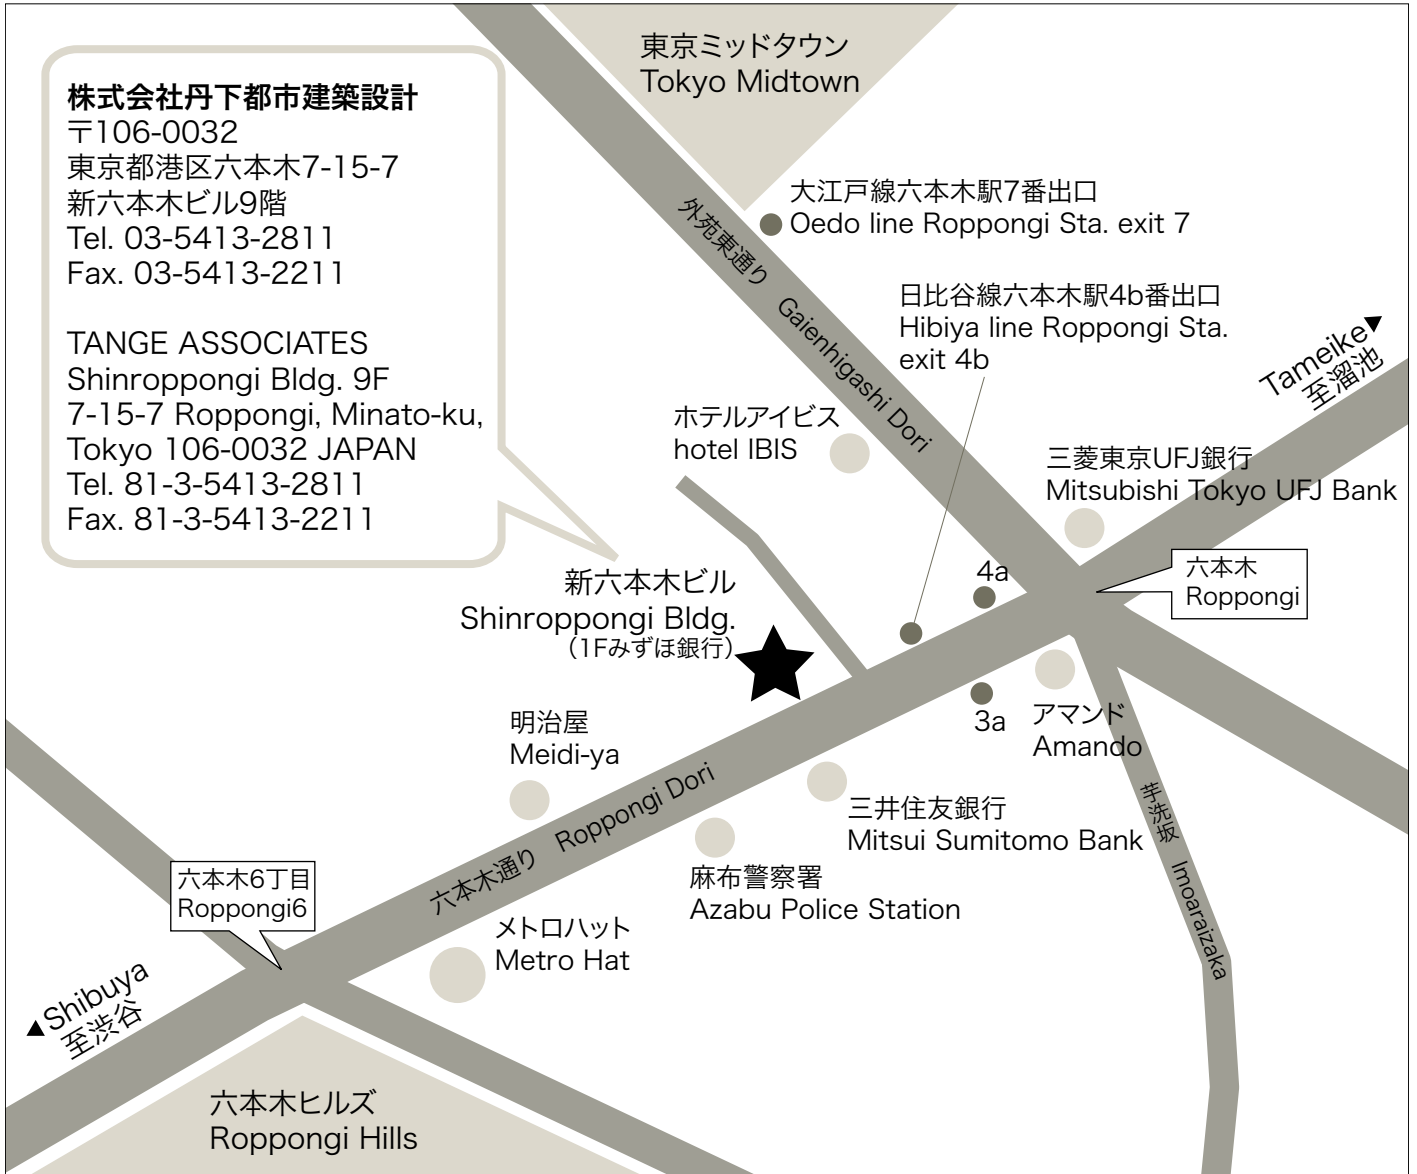 株式会社丹下都市建築設計
〒106-0032
東京都港区六本木7-15-7
新六本木ビル9階
Tel. 03-5413-2811
Fax. 03-5413-2211
TANGE ASSOCIATES
Shinroppongi Bldg. 9F
7-15-7 Roppongi, Minato-ku,
Tokyo 106-0032 JAPAN
Tel. 81-3-5413-2811
Fax. 81-3-5413-2211
東京ミッドタウン
Tokyo Midtown
大江戸線六本木駅7番出口
Oedo line Roppongi Sta. exit 7
外苑東通り Gaienhigashi Dori
日比谷線六本木駅4b番出口
Hibiya line Roppongi Sta.
exit 4b
Tameike▲
至溜池
ホテルアイビス
hotel IBIS
三菱東京UFJ銀行
Mitsubishi Tokyo UFJ Bank
六本木
Roppongi
4a
新六本木ビル
Shinroppongi Bldg.
（1Fみずほ銀行）
3a
アマンド
Amando
明治屋
Meidi-ya
六本木通り Roppongi Dori
三井住友銀行
Mitsui Sumitomo Bank
芋洗坂 Imoaraizaka
麻布警察署
Azabu Police Station
六本木6丁目
Roppongi6
メトロハット
Metro Hat
▲Shibuya
至渋谷
六本木ヒルズ
Roppongi Hills